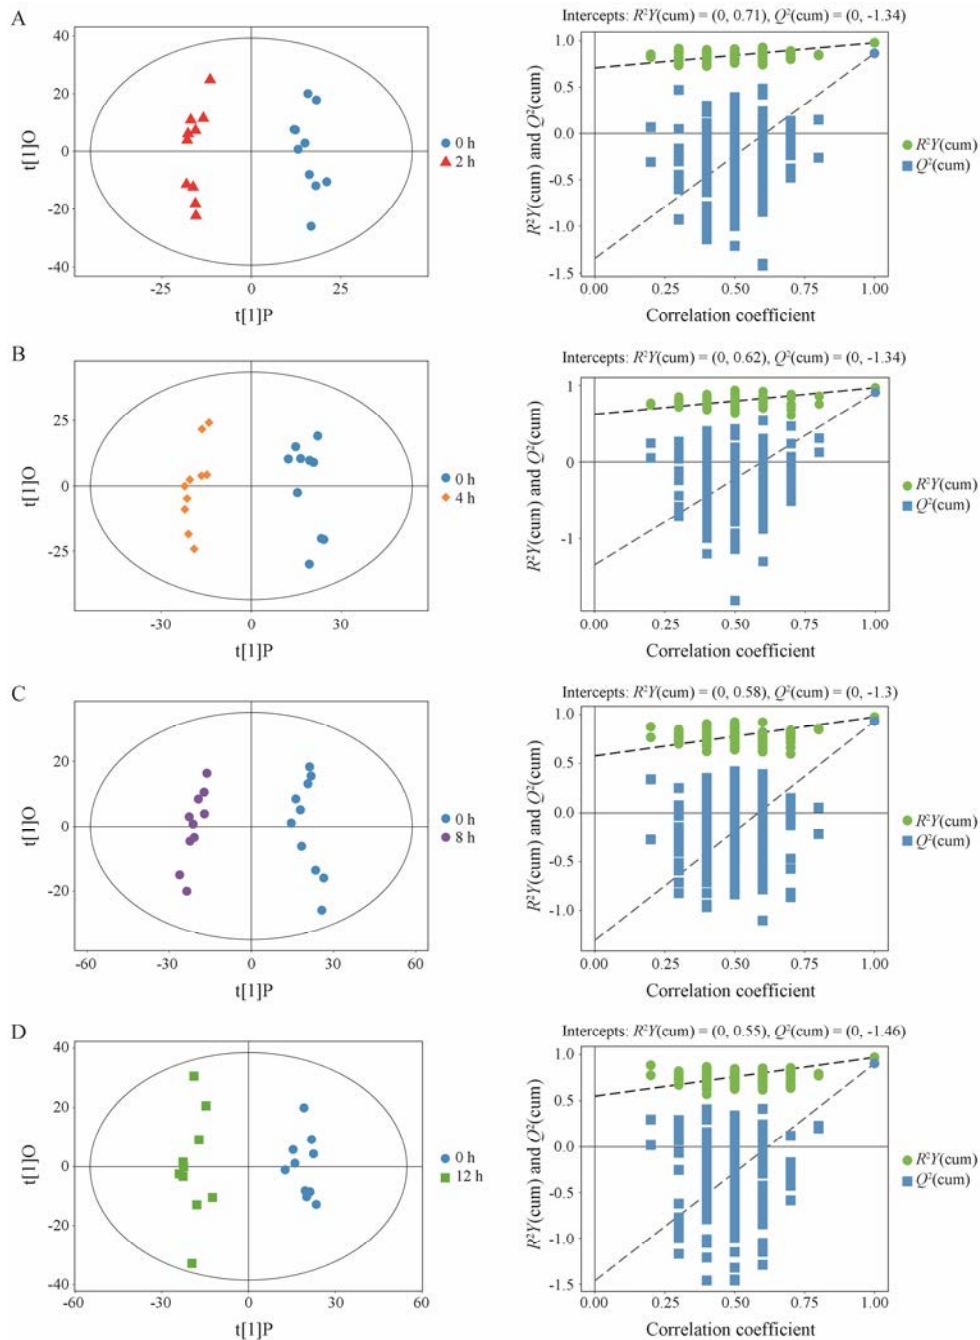 A
Intercepts: R²Y(cum) = (0, 0.71), Q²(cum) = (0, -1.34)
40
20
0
-20
-40
t[1]O
-25
0
25
t[1]P
0 h
2 h
1.0
0.5
0.0
-0.5
-1.0
-1.5
R²Y(cum) and Q²(cum)
0.00
0.25
0.50
0.75
1.00
Correlation coefficient
R²Y(cum)
Q²(cum)
B
Intercepts: R²Y(cum) = (0, 0.62), Q²(cum) = (0, -1.34)
25
0
-25
t[1]O
-30
0
30
t[1]P
0 h
4 h
1
0
-1
R²Y(cum) and Q²(cum)
0.00
0.25
0.50
0.75
1.00
Correlation coefficient
R²Y(cum)
Q²(cum)
C
Intercepts: R²Y(cum) = (0, 0.58), Q²(cum) = (0, -1.3)
20
0
-20
t[1]O
-60
-30
0
30
60
t[1]P
0 h
8 h
1.0
0.5
0.0
-0.5
-1.0
R²Y(cum) and Q²(cum)
0.00
0.25
0.50
0.75
1.00
Correlation coefficient
R²Y(cum)
Q²(cum)
D
Intercepts: R²Y(cum) = (0, 0.55), Q²(cum) = (0, -1.46)
40
20
0
-20
-40
t[1]O
-60
-30
0
30
60
t[1]P
0 h
12 h
1.0
0.5
0.0
-0.5
-1.0
-1.5
R²Y(cum) and Q²(cum)
0.00
0.25
0.50
0.75
1.00
Correlation coefficient
R²Y(cum)
Q²(cum)